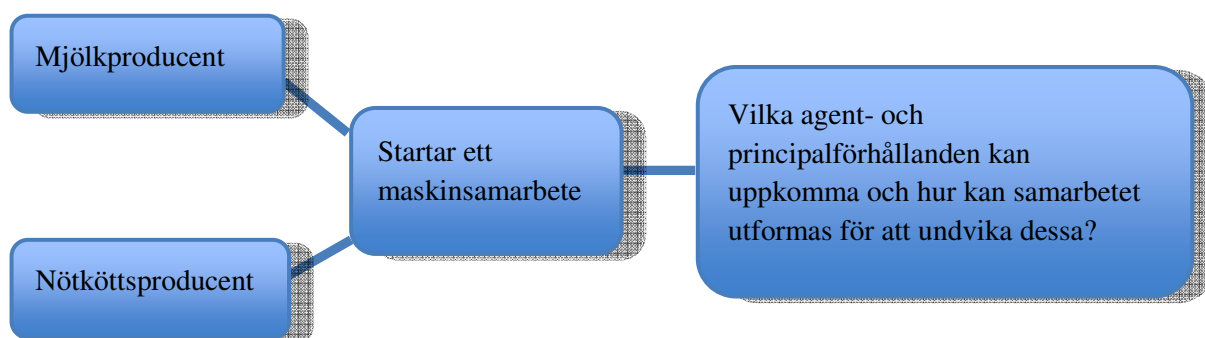 Mjölkproducent
Startar ett
maskinsamarbete
Nötköttsproducent
Vilka agent- och
principalförhållanden kan
uppkomma och hur kan samarbetet
utformas för att undvika dessa?